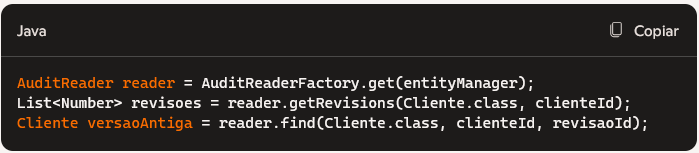 Java
Copiar
AuditReader reader = AuditReaderFactory.get(entityManager);
List<Number> revisoes = reader.getRevisions(Cliente.class, clienteId);
Cliente versaoAntiga = reader.find(Cliente.class, clienteId, revisaoId);